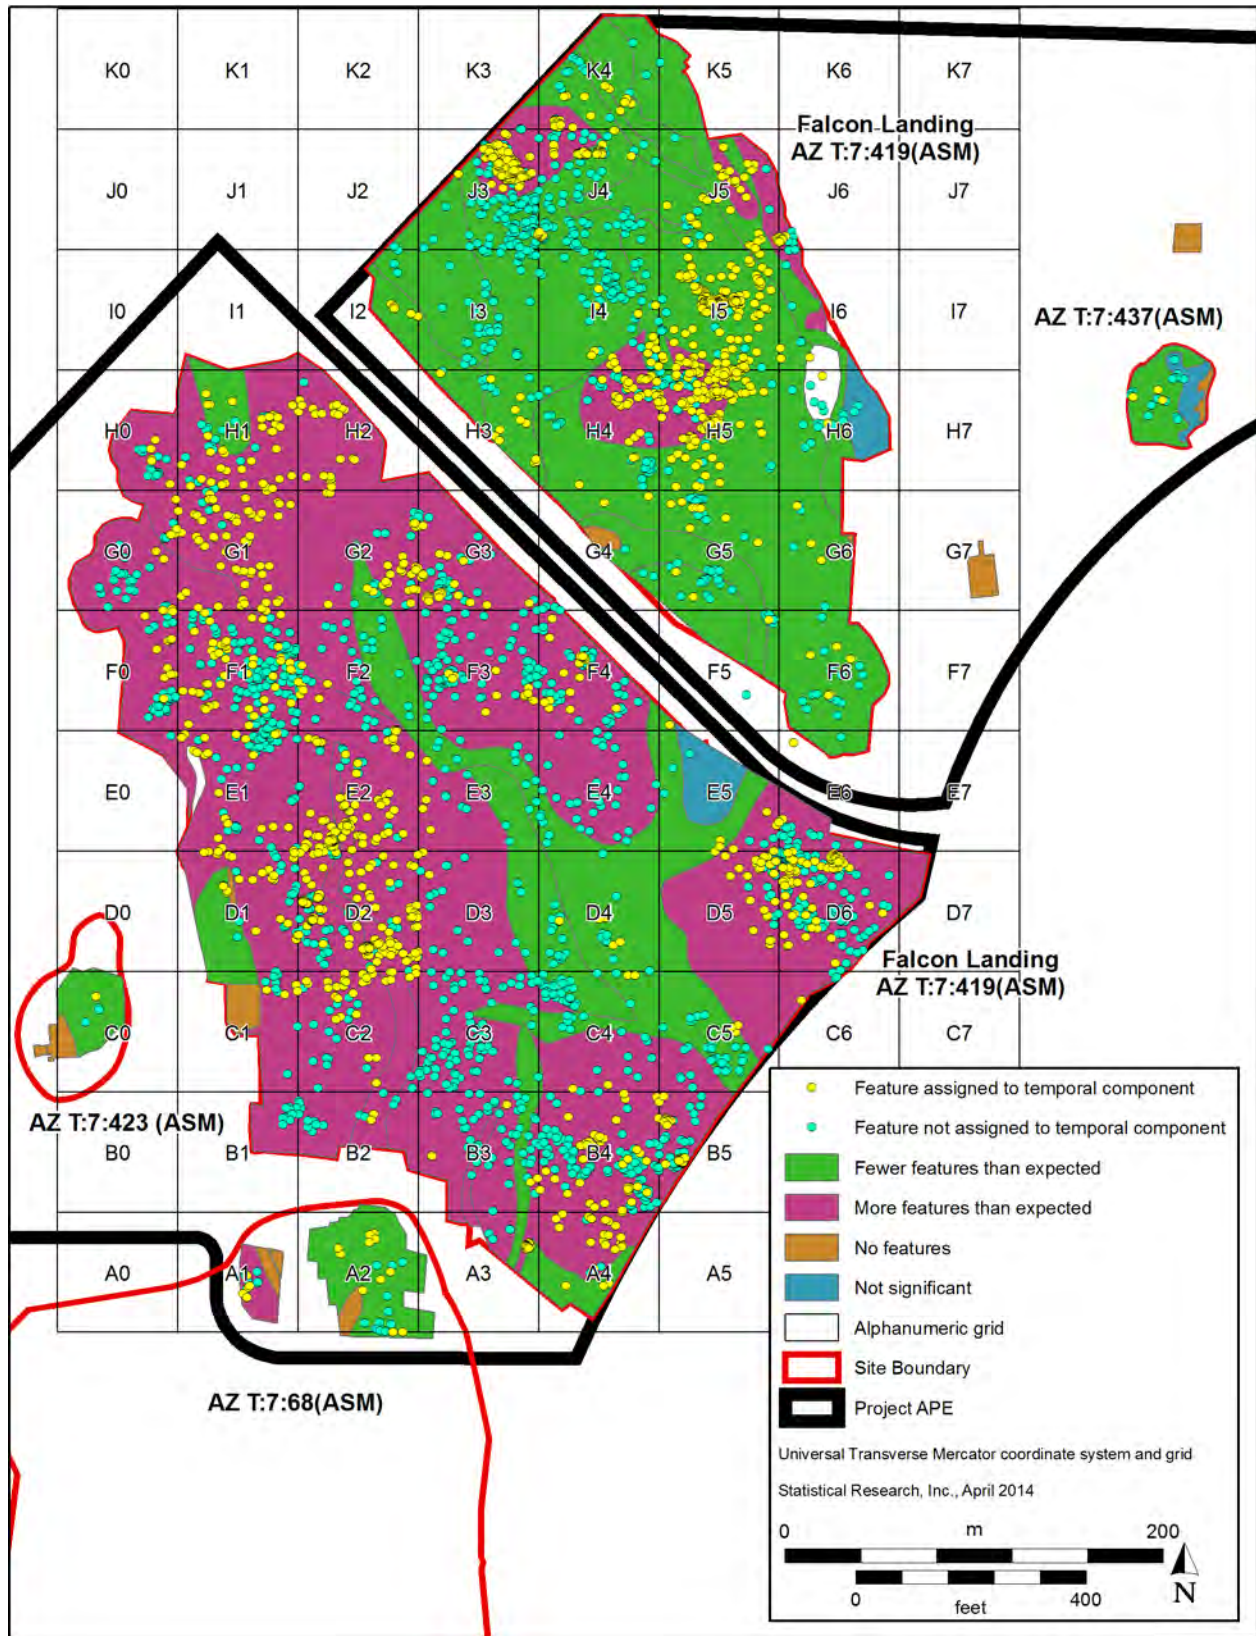 K0 K1 K2 K3 K4 K5 K6 K7
Falcon Landing
AZ T:7:419(ASM)
J0 J1 J2 J3 J4 J5 J6 J7
I0 I1 I2 I3 I4 I5 I6 I7
AZ T:7:437(ASM)
H0 H1 H2 H3 H4 H5 H6 H7
G0 G1 G2 G3 G4 G5 G6 G7
F0 F1 F2 F3 F4 F5 F6 F7
E0 E1 E2 E3 E4 E5 E6 E7
D0 D1 D2 D3 D4 D5 D6 D7
Falcon Landing
AZ T:7:419(ASM)
C0 C1 C2 C3 C4 C5 C6 C7
AZ T:7:423 (ASM)
B0 B1 B2 B3 B4 B5
A0 A1 A2 A3 A4 A5
AZ T:7:68(ASM)
Feature assigned to temporal component
Feature not assigned to temporal component
Fewer features than expected
More features than expected
No features
Not significant
Alphanumeric grid
Site Boundary
Project APE
Universal Transverse Mercator coordinate system and grid
Statistical Research, Inc., April 2014
0 m 200
0 feet 400
N